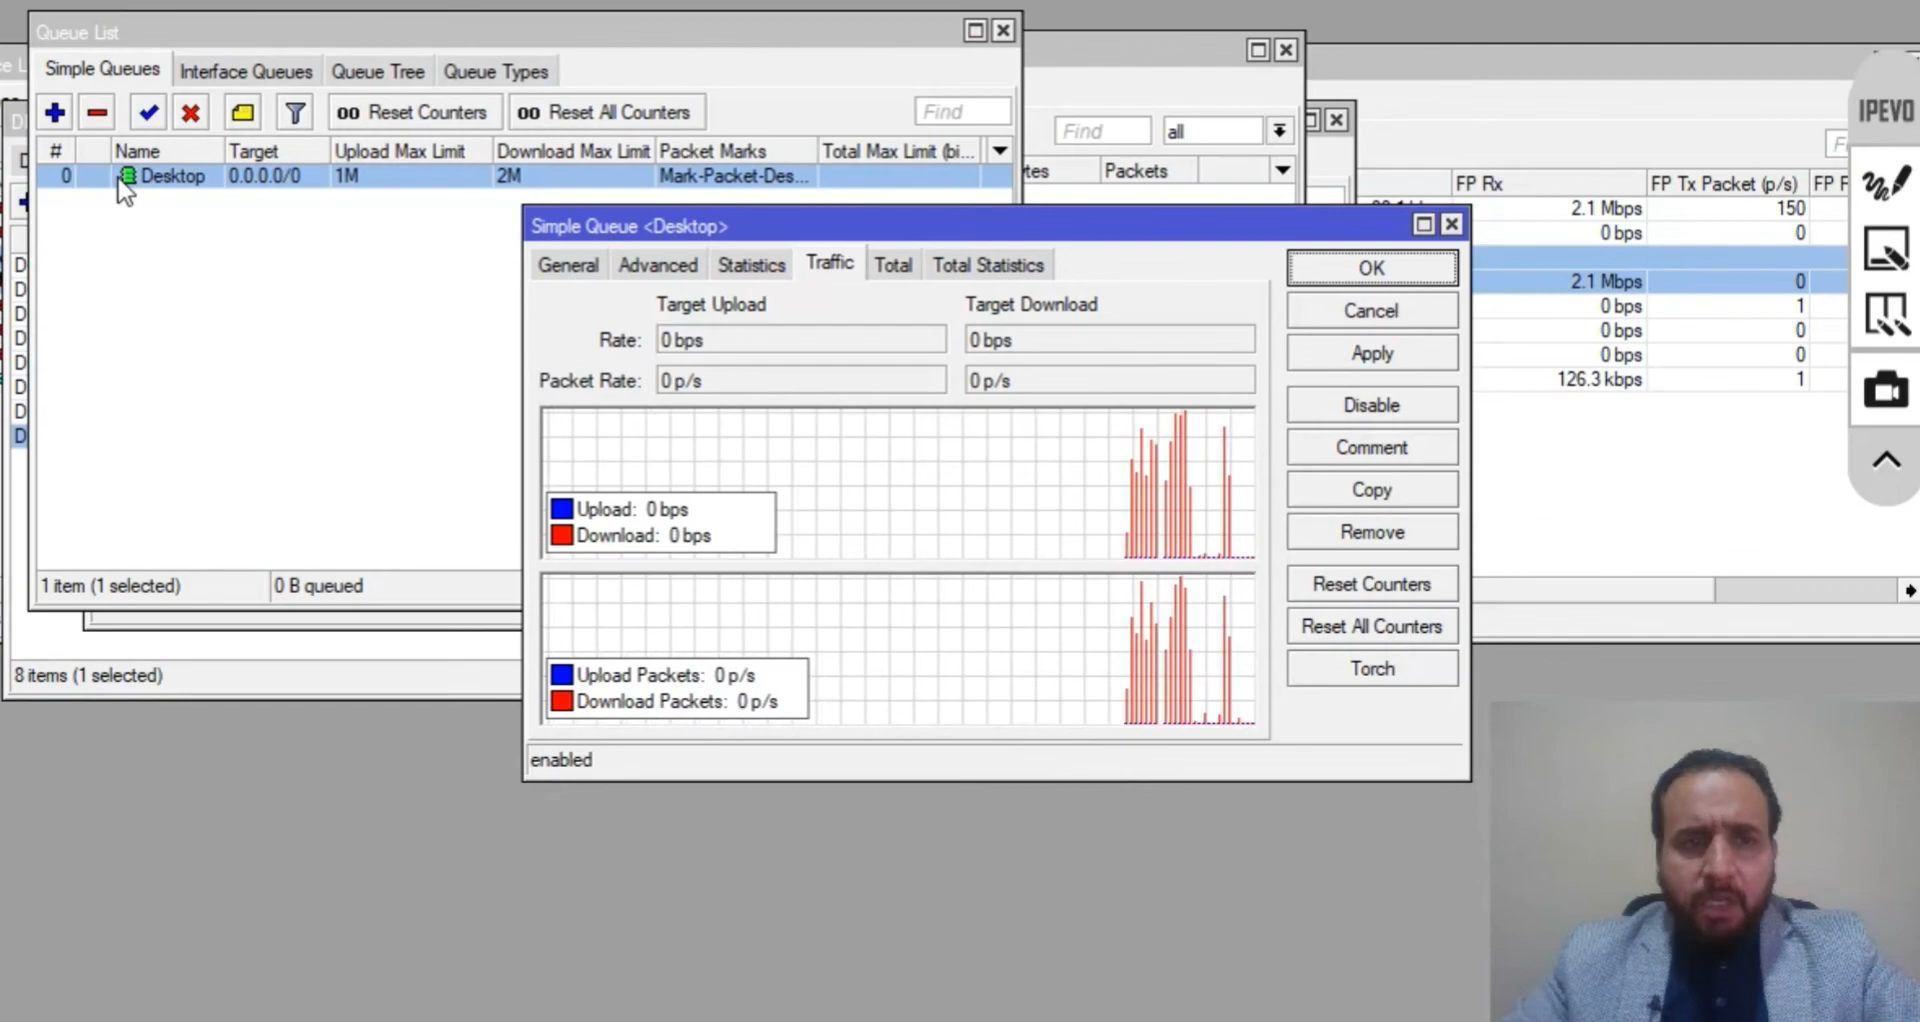 Queue List
Simple Queues Interface Queues Queue Tree Queue Types
00 Reset Counters 00 Reset All Counters Find
# Name Target Upload Max Limit Download Max Limit Packet Marks Total Max Limit (bi...
0 Desktop 0.0.0.0/0 1M 2M Mark-Packet-Des...
1 item (1 selected) 0 B queued
8 items (1 selected)
D
D
D
D
D
D
D
D
Find all
Packets
FP Rx FP Tx Packet (p/s)
2.1 Mbps 150
0 bps 0
2.1 Mbps 0
0 bps 1
0 bps 0
0 bps 0
126.3 kbps 1
IPEVO
Simple Queue <Desktop>
General Advanced Statistics Traffic Total Total Statistics
Target Upload Target Download
Rate: 0 bps 0 bps
Packet Rate: 0 p/s 0 p/s
Upload: 0 bps
Download: 0 bps
Upload Packets: 0 p/s
Download Packets: 0 p/s
enabled
OK
Cancel
Apply
Disable
Comment
Copy
Remove
Reset Counters
Reset All Counters
Torch